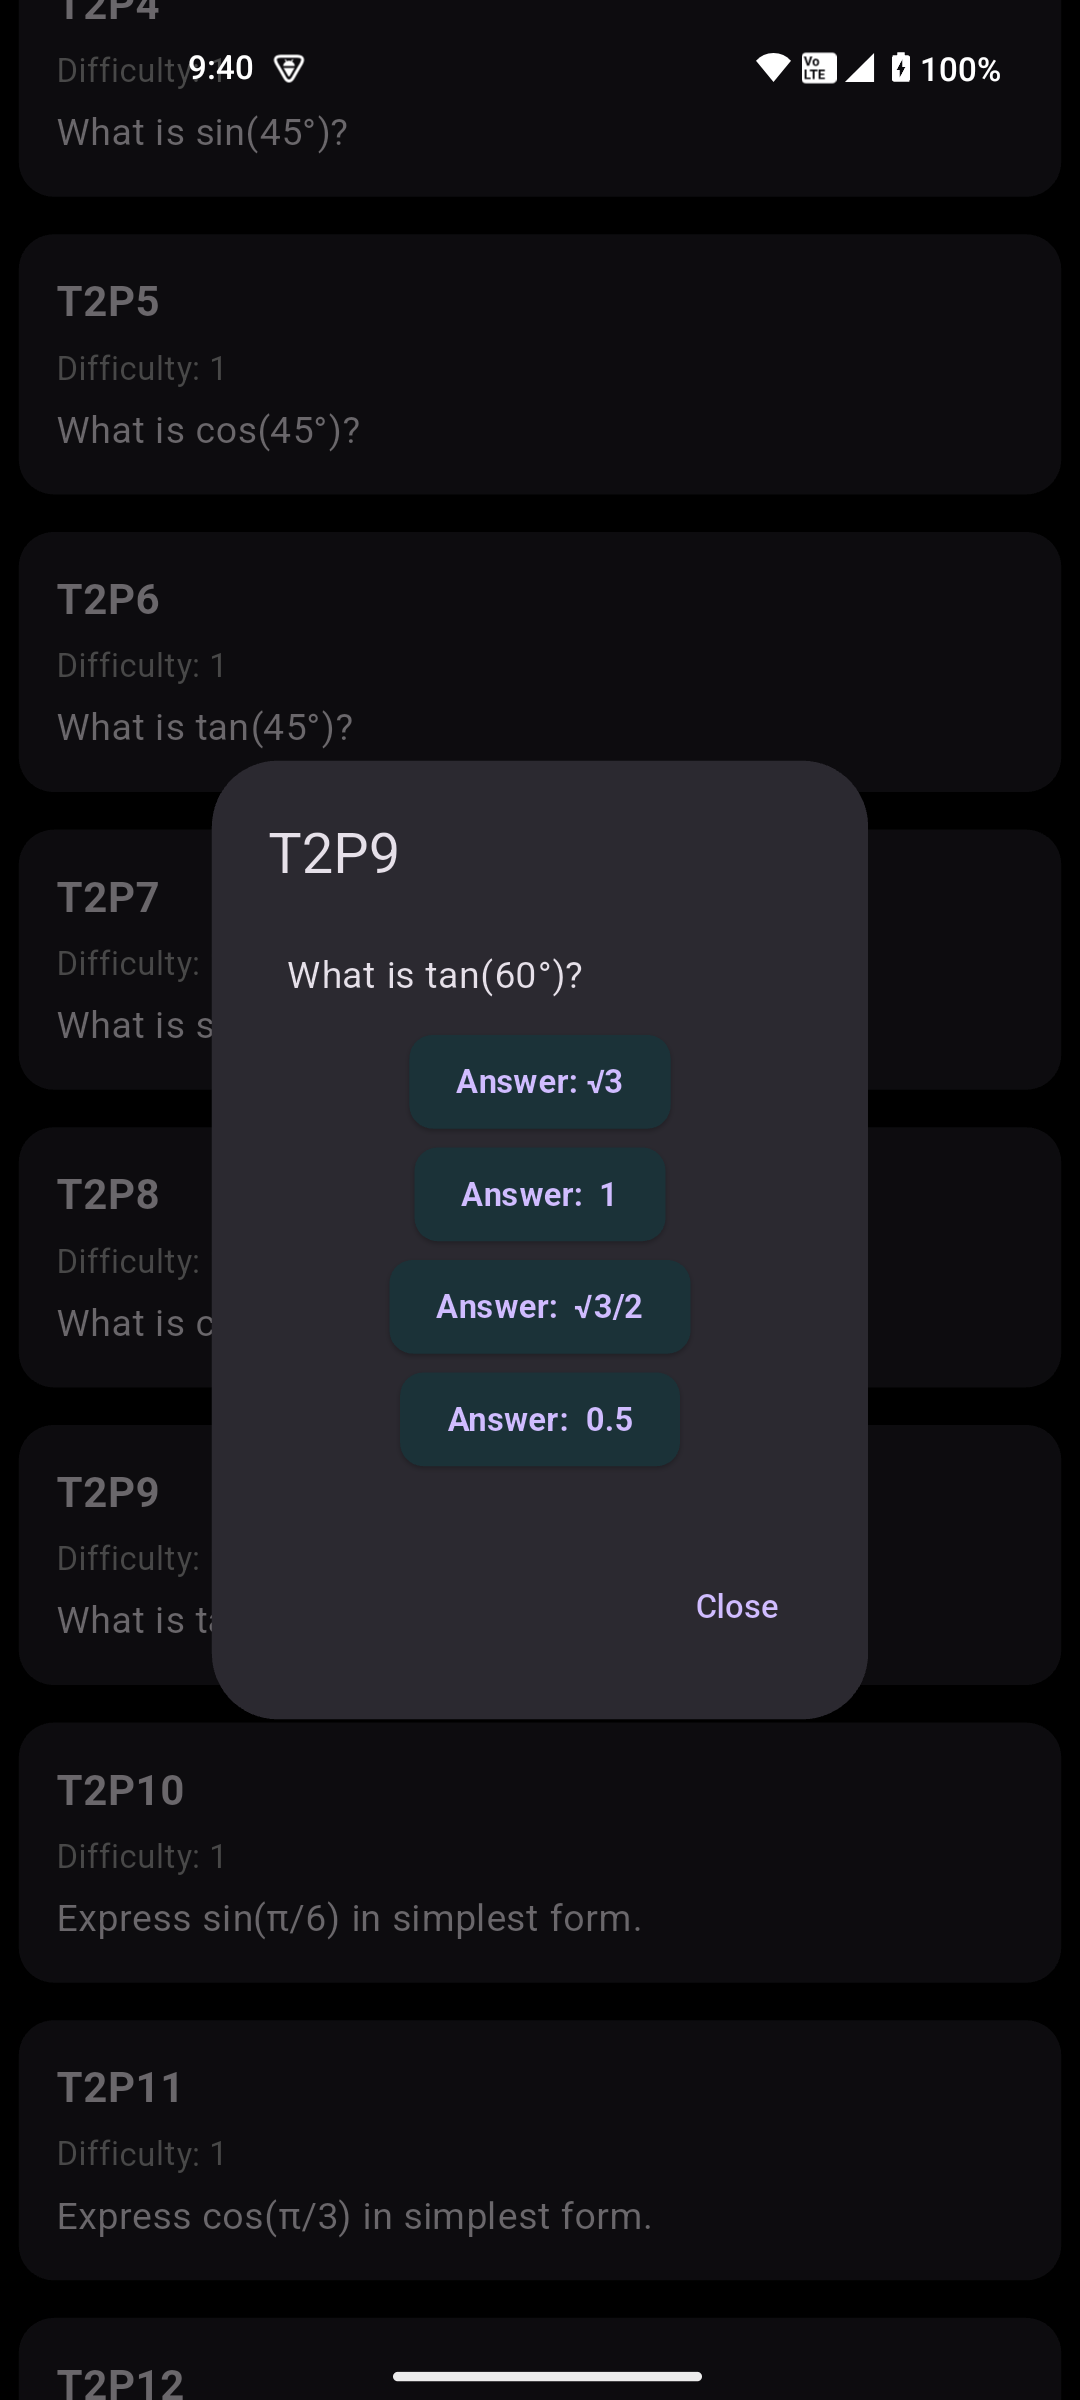 T2P4
Difficulty: 1
9:40
Vo
LTE
100%
What is sin(45°)?
T2P5
Difficulty: 1
What is cos(45°)?
T2P6
Difficulty: 1
What is tan(45°)?
T2P9
What is tan(60°)?
Answer: √3
Answer: 1
Answer: √3/2
Answer: 0.5
Close
T2P7
Difficulty:
What is s
T2P8
Difficulty:
What is c
T2P9
Difficulty:
What is ta
T2P10
Difficulty: 1
Express sin(π/6) in simplest form.
T2P11
Difficulty: 1
Express cos(π/3) in simplest form.
T2P12